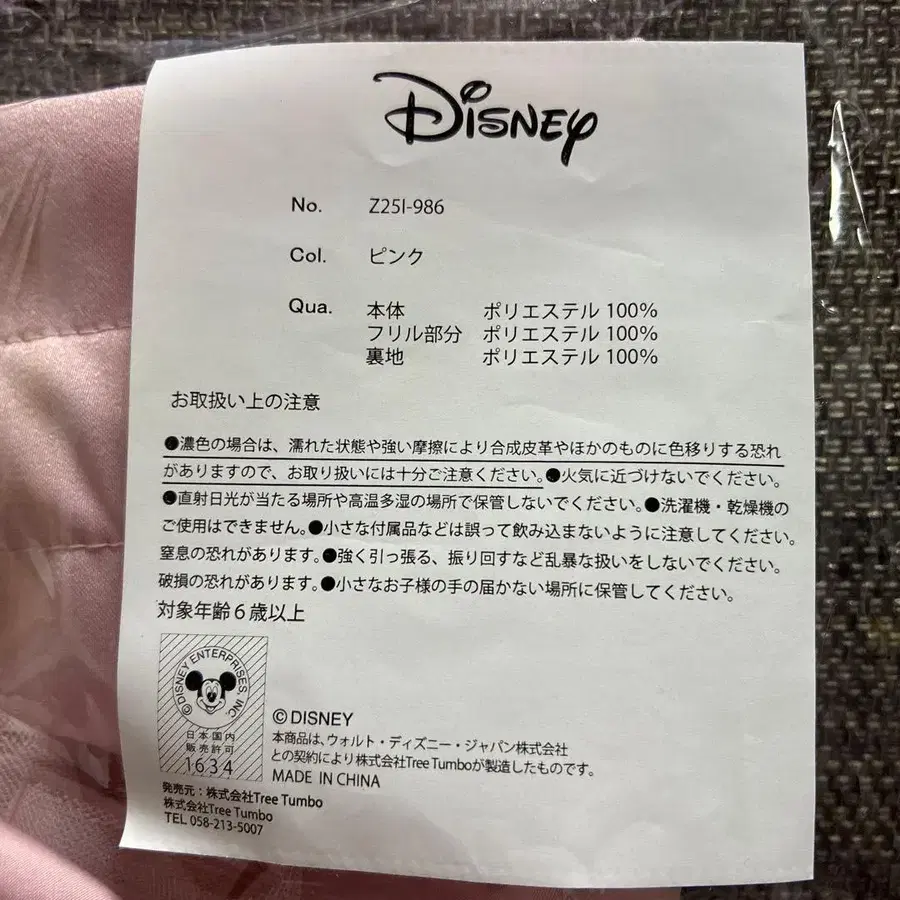 Disney
No. Z25I-986
Col. ピンク
Qua. 本体 ポリエステル 100%
フリル部分 ポリエステル 100%
裏地 ポリエステル 100%
お取扱い上の注意
●濃色の場合は、濡れた状態や強い摩擦により合成皮革やほかのものに色移りする恐れ
がありますので、お取り扱いには十分ご注意ください。●火気に近づけないでください。
●直射日光が当たる場所や高温多湿の場所で保管しないでください。●洗濯機・乾燥機の
ご使用はできません。●小さな付属品などは誤って飲み込まないように注意してください。
窒息の恐れがあります。●強く引っ張る、振り回すなど乱暴な扱いをしないでください。
破損の恐れがあります。●小さなお子様の手の届かない場所に保管してください。
対象年齢6歳以上
©DISNEY ENTERPRISES, INC.
日本国内
販売許可
1634
©DISNEY
本商品は、ウォルト・ディズニー・ジャパン株式会社
との契約により株式会社Tree Tumboが製造したものです。
MADE IN CHINA
発売元：株式会社Tree Tumbo
株式会社Tree Tumbo
TEL 058-213-5007